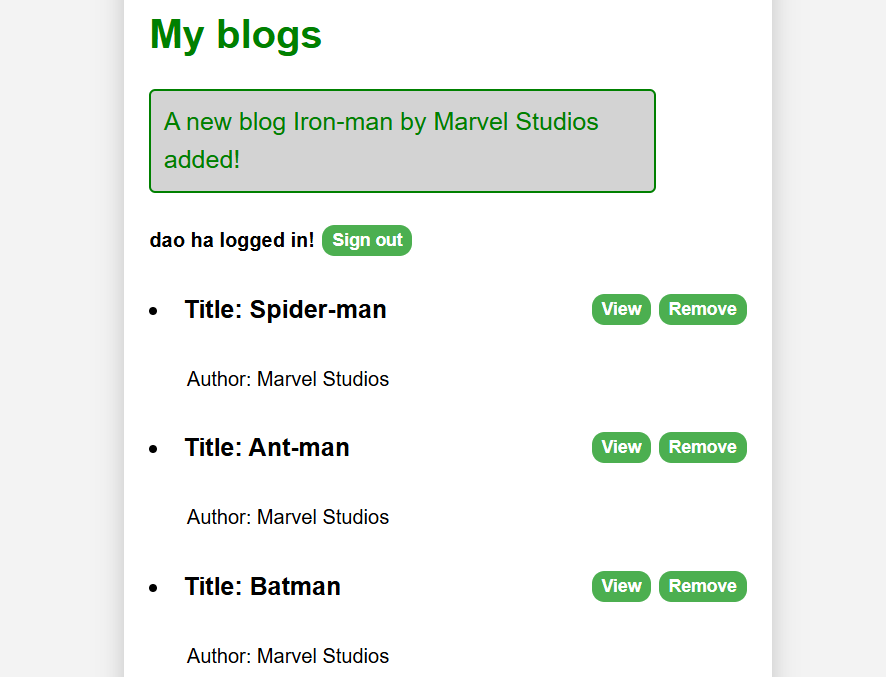 My blogs
A new blog Iron-man by Marvel Studios
added!
dao ha logged in! Sign out
Title: Spider-man View Remove
Author: Marvel Studios
Title: Ant-man View Remove
Author: Marvel Studios
Title: Batman View Remove
Author: Marvel Studios